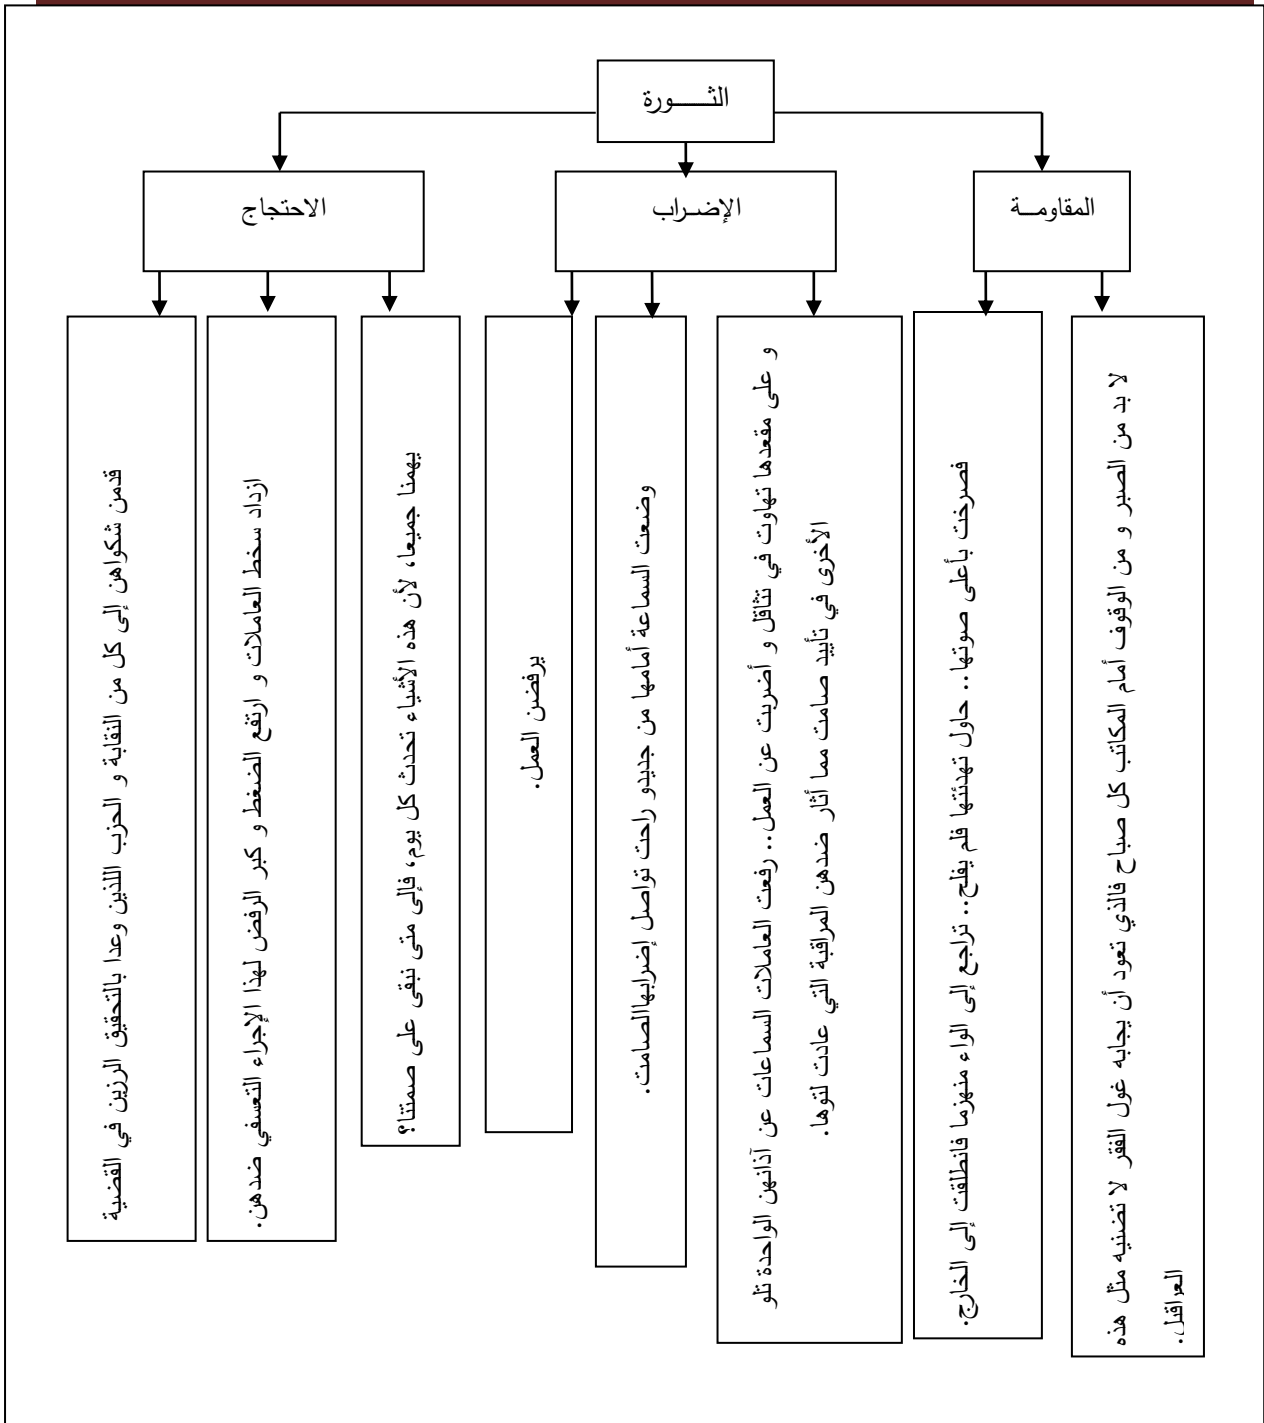 الثـــــورة
المقاومــة
الإضـراب
الاحتجاج
لا بد من الصبر و من الوقوف أمام المكاتب كل صباح فالذي تعود أن يجابه غول الفقر لا تضنيه مثل هذه
العراقل.
فصرخت بأعلى صوتها.. حاول تهدئتها فلم يفلح.. تراجع إلى الواء منهزما فانطلقت إلى الخارج.
و على مقعدها تهاوت في تثاقل و أضربت عن العمل.. رفعت العاملات السماعات عن آذانهن الواحدة تلو
الأخرى في تأييد صامت مما أثار ضدهن المراقبة التي عادت لتوها.
وضعت السماعة أمامها من جديدو راحت تواصل إضرابهاالصامت.
يرفضن العمل.
يهمنا جميعا، لأن هذه الأشياء تحدث كل يوم، فإلى متى نبقى على صمتنا؟
ازداد سخط العاملات و ارتفع الضغط و كبر الرفض لهذا الإجراء التعسفي ضدهن.
قدمن شكواهن إلى كل من النقابة و الحزب اللذين وعدا بالتحقيق الرزين في القضية